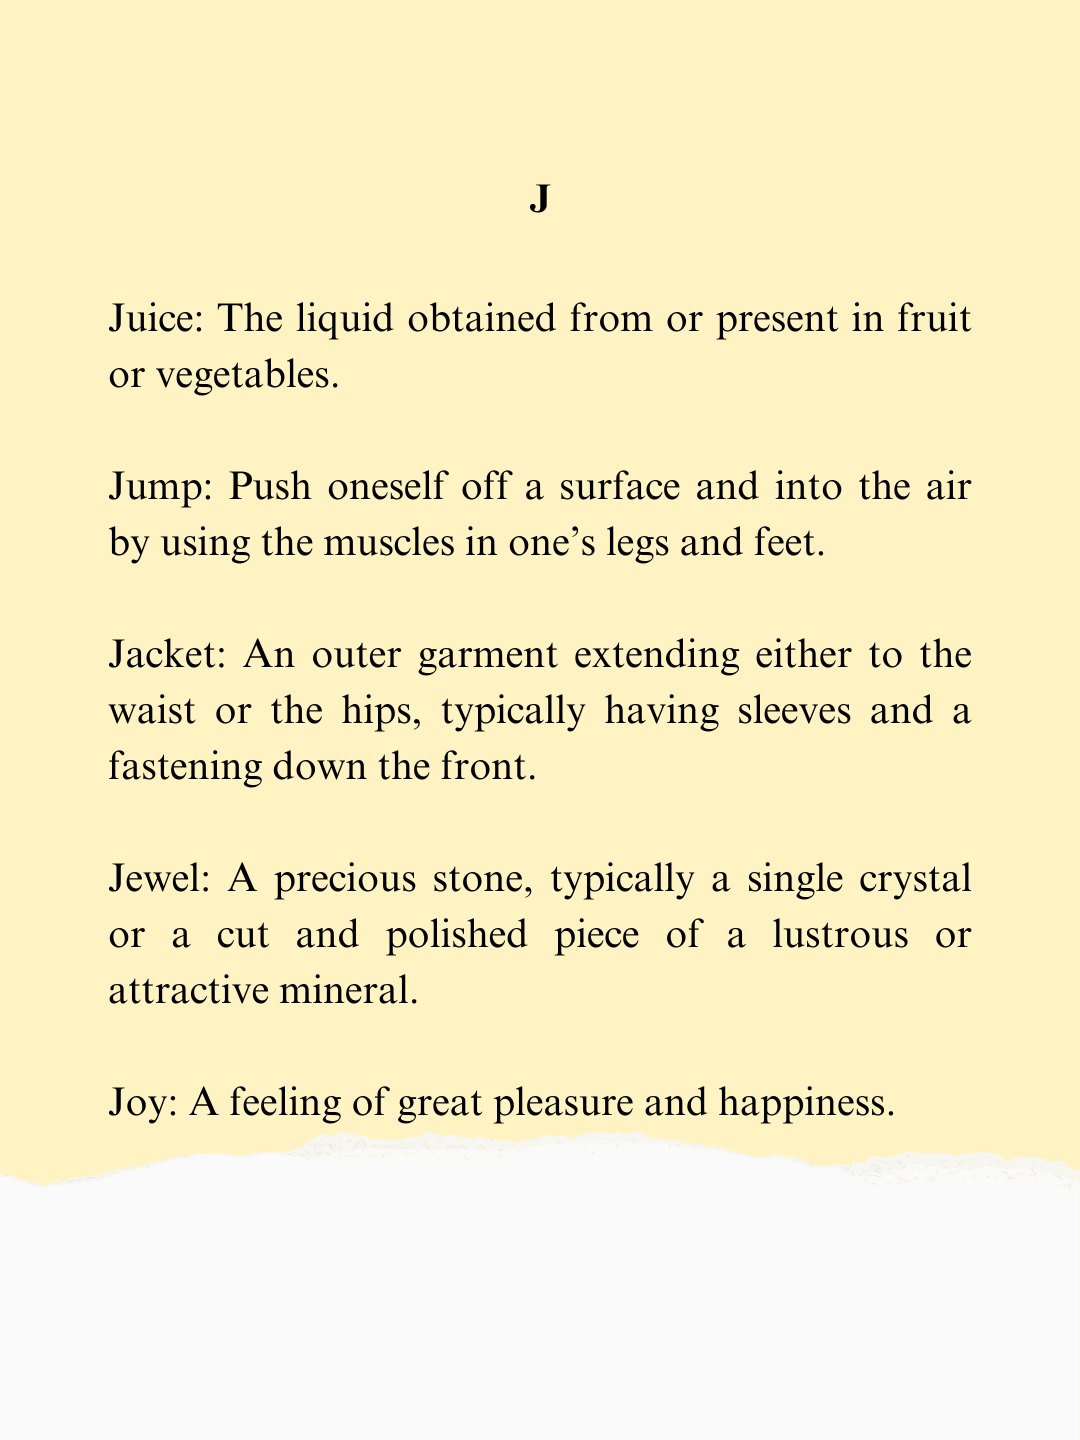 J
Juice: The liquid obtained from or present in fruit
or vegetables.
Jump: Push oneself off a surface and into the air
by using the muscles in one’s legs and feet.
Jacket: An outer garment extending either to the
waist or the hips, typically having sleeves and a
fastening down the front.
Jewel: A precious stone, typically a single crystal
or a cut and polished piece of a lustrous or
attractive mineral.
Joy: A feeling of great pleasure and happiness.